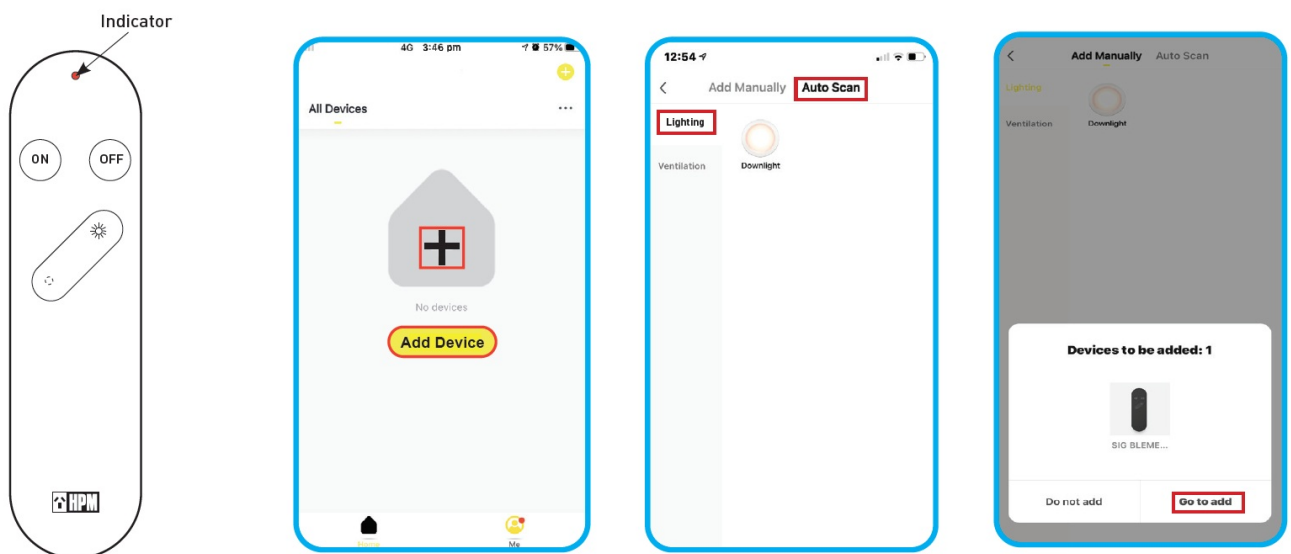 Indicator
ON
OFF
HPM
4G 3:46 pm 57%
All Devices
No devices
Add Device
Home
Me
12:54
Add Manually Auto Scan
Lighting
Ventilation
Downlight
Add Manually Auto Scan
Lighting
Ventilation
Downlight
Devices to be added: 1
SIG BLEME...
Do not add
Go to add